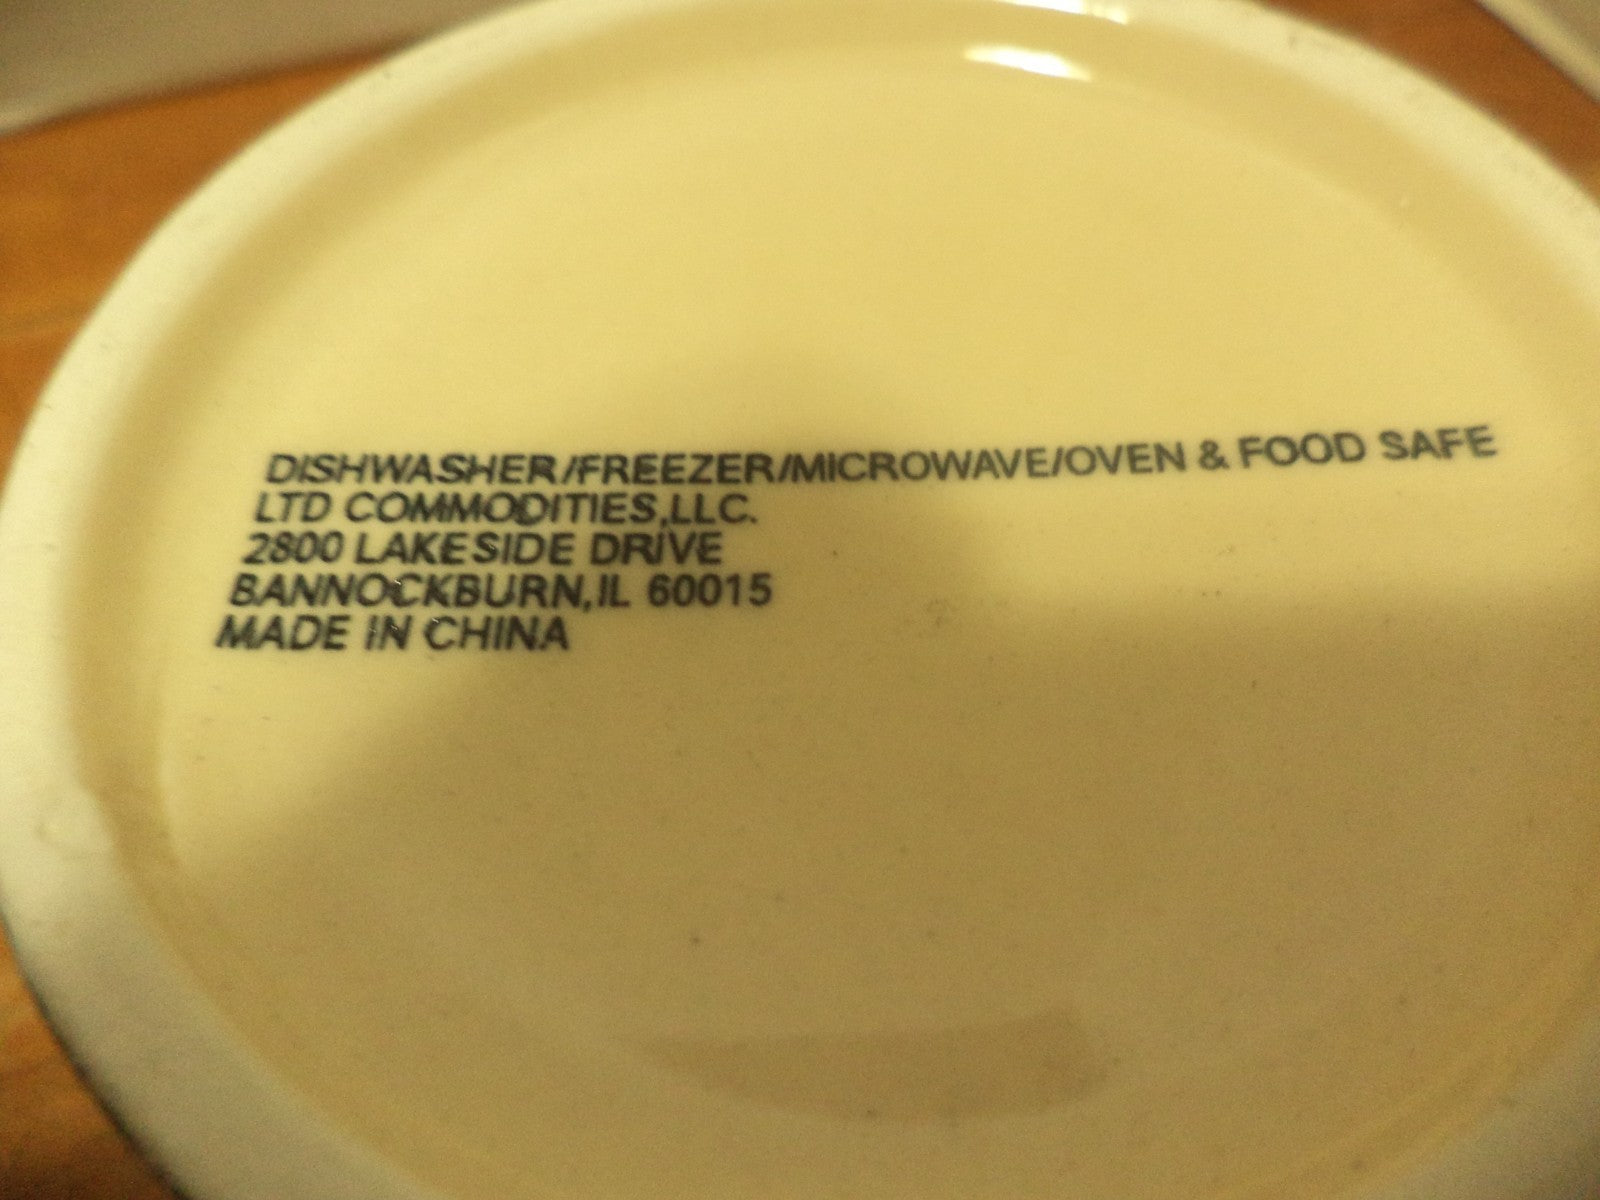 DISHWASHER/FREEZER/MICROWAVE/OVEN & FOOD SAFE
LTD COMMODITIES,LLC.
2800 LAKESIDE DRIVE
BANNOCKBURN,IL 60015
MADE IN CHINA